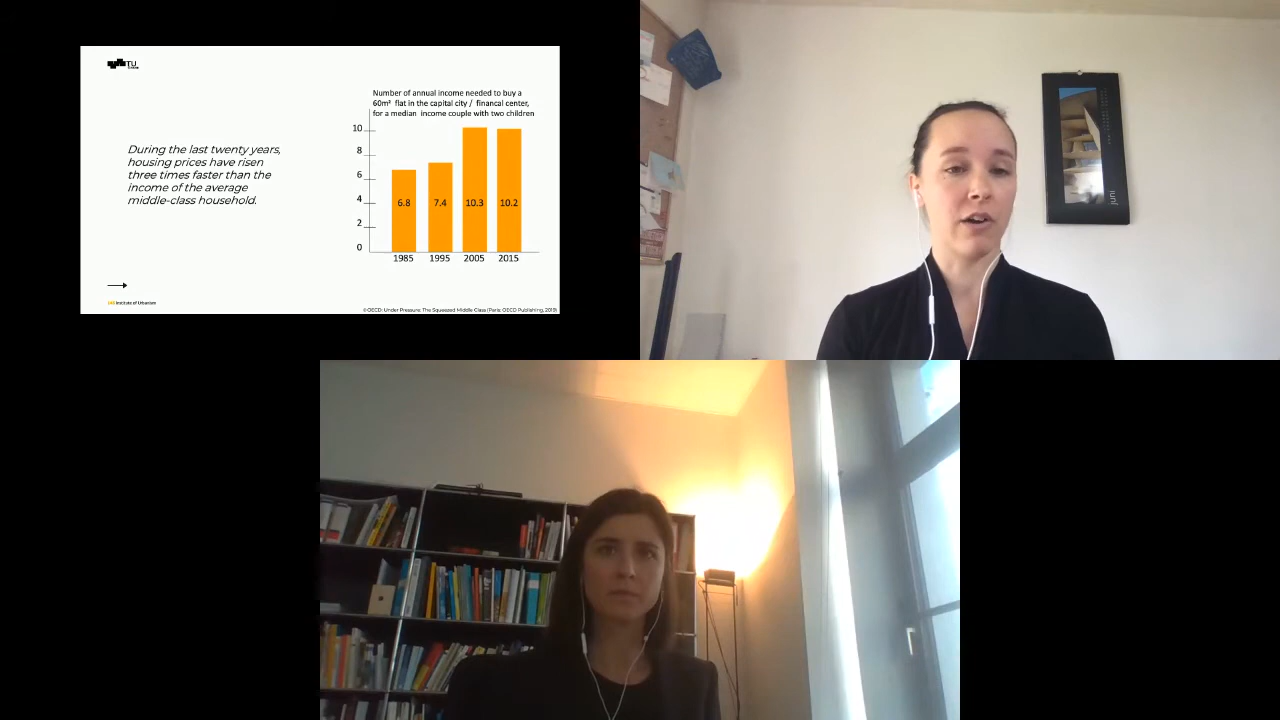 TU
Number of annual income needed to buy a
60m² flat in the capital city / financal center,
for a median income couple with two children
During the last twenty years,
housing prices have risen
three times faster than the
income of the average
middle-class household.
10
8
6
4
2
0
6.8
7.4
10.3
10.2
1985
1995
2005
2015
Institute of Urbanism
©OECD: Under Pressure: The Squeezed Middle Class (Paris: OECD Publishing, 2019)
juni